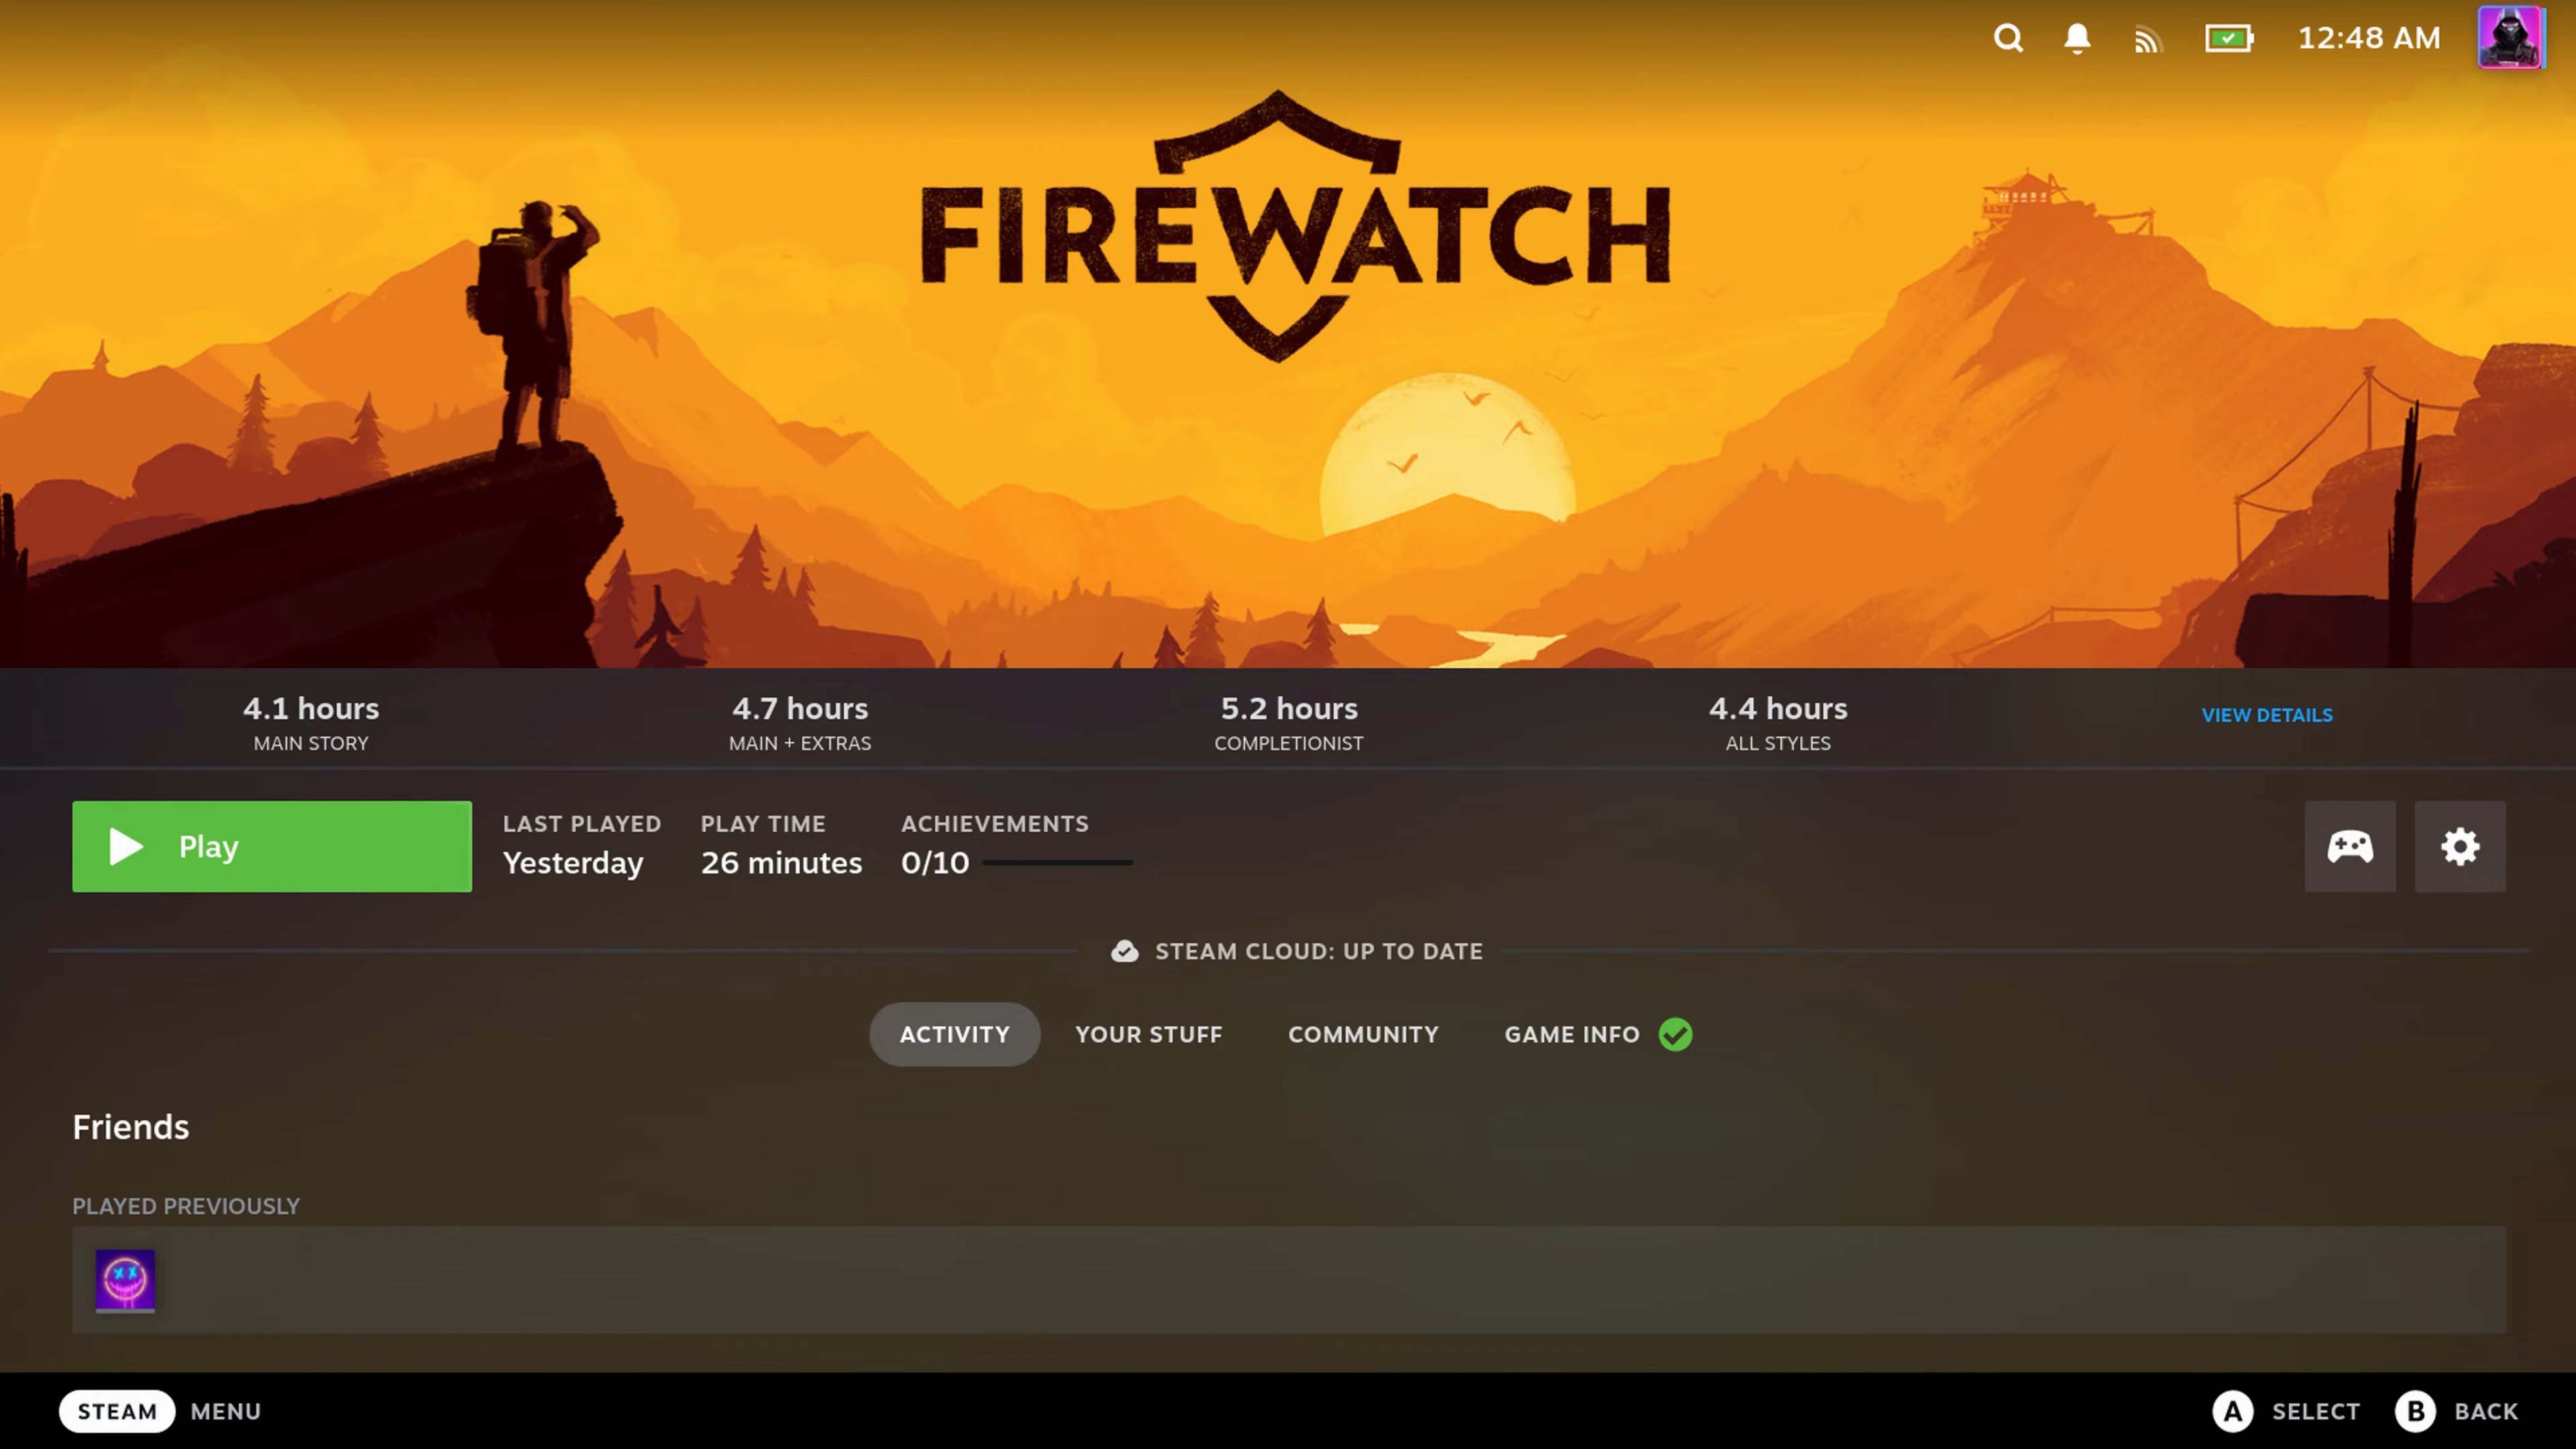 12:48 AM
FIREWATCH
4.1 hours
MAIN STORY
4.7 hours
MAIN + EXTRAS
5.2 hours
COMPLETIONIST
4.4 hours
ALL STYLES
VIEW DETAILS
Play
LAST PLAYED
Yesterday
PLAY TIME
26 minutes
ACHIEVEMENTS
0/10
STEAM CLOUD: UP TO DATE
ACTIVITY
YOUR STUFF
COMMUNITY
GAME INFO
Friends
PLAYED PREVIOUSLY
STEAM MENU
A SELECT
B BACK